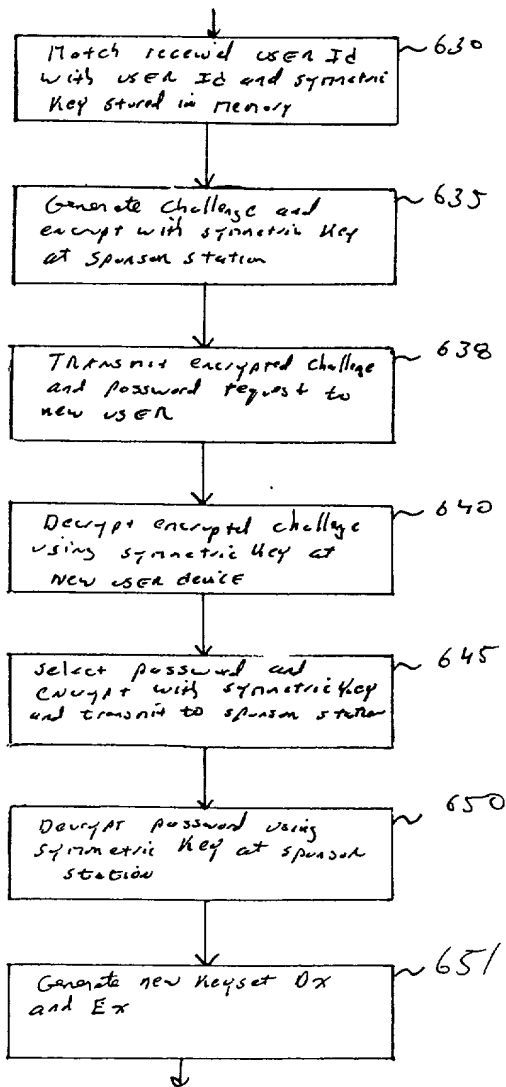 Match received USER Id
with USER Id and symmetric
Key stored in memory
630
Generate Challenge and
encrypt with symmetric Key
at sponsor station
635
TRAnsmit encrypted challenge
and password request to
new USER
638
Decrypt encrypted challenge
using symmetric Key at
New USER device
640
select password and
encrypt with symmetric Key
and transmit to sponsor station
645
Decrypt password using
symmetric Key at sponsor
station
650
Generate new Keyset Dx
and Ex
651